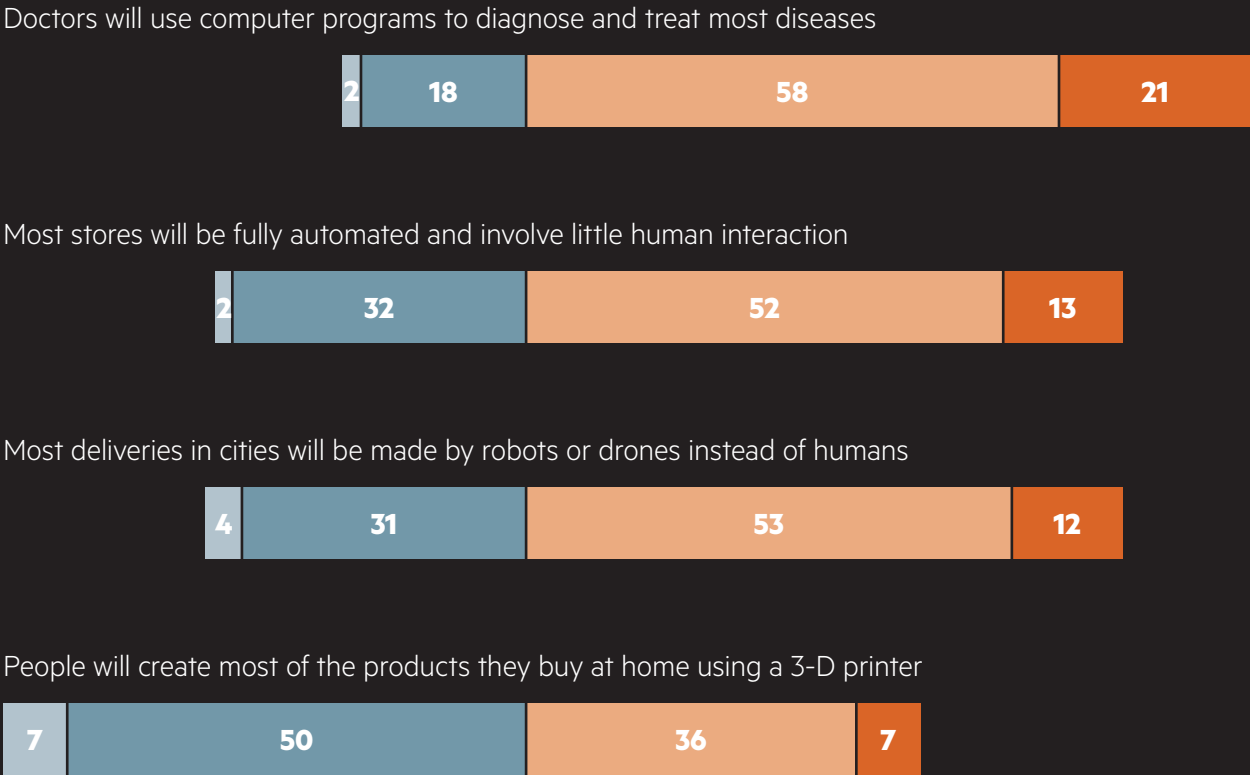 Doctors will use computer programs to diagnose and treat most diseases
2 18 58 21
Most stores will be fully automated and involve little human interaction
2 32 52 13
Most deliveries in cities will be made by robots or drones instead of humans
4 31 53 12
People will create most of the products they buy at home using a 3-D printer
7 50 36 7